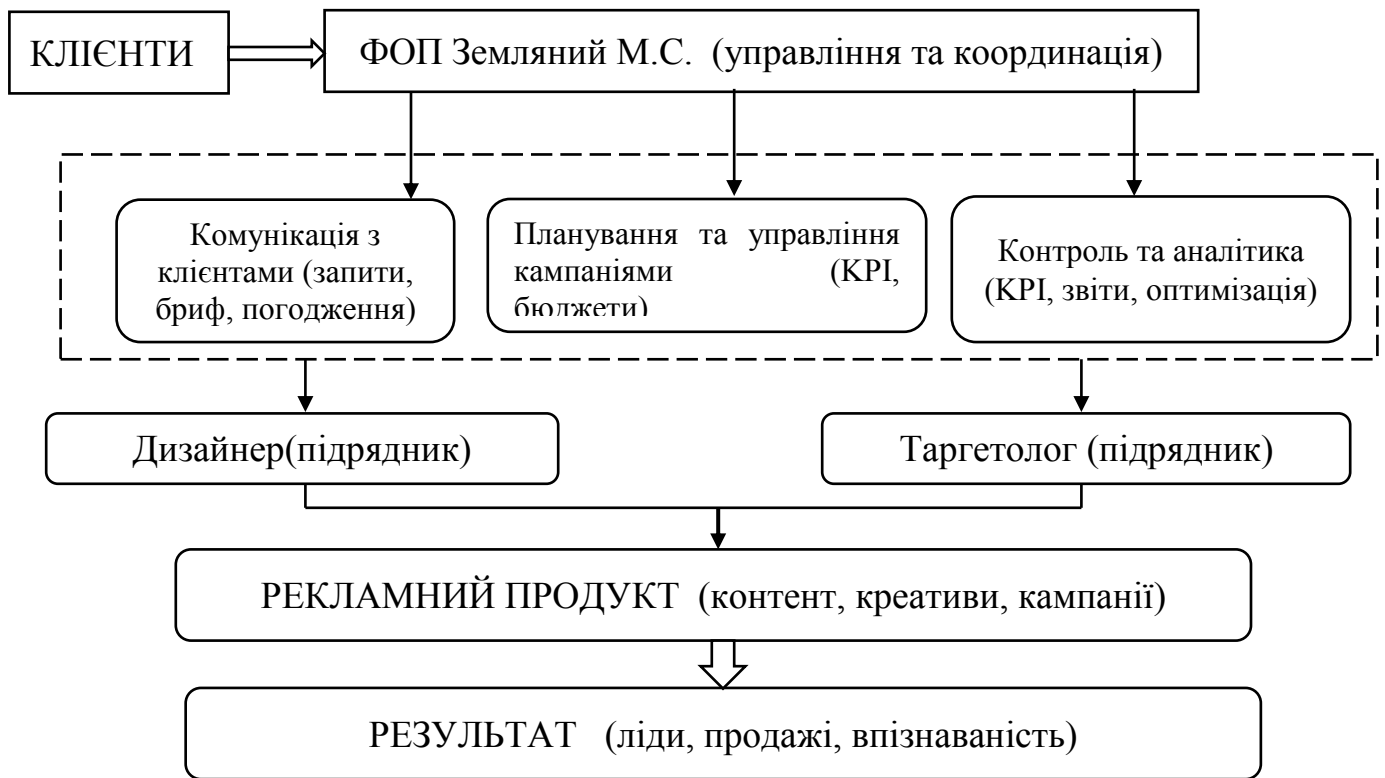 КЛІЄНТИ
ФОП Земляний М.С. (управління та координація)
Комунікація з
клієнтами (запити,
бриф, погодження)
Планування та управління
кампаніями (KPI,
бюджети)
Контроль та аналітика
(KPI, звіти, оптимізація)
Дизайнер(підрядник)
Таргетолог (підрядник)
РЕКЛАМНИЙ ПРОДУКТ (контент, креативи, кампанії)
РЕЗУЛЬТАТ (ліди, продажі, впізнаваність)